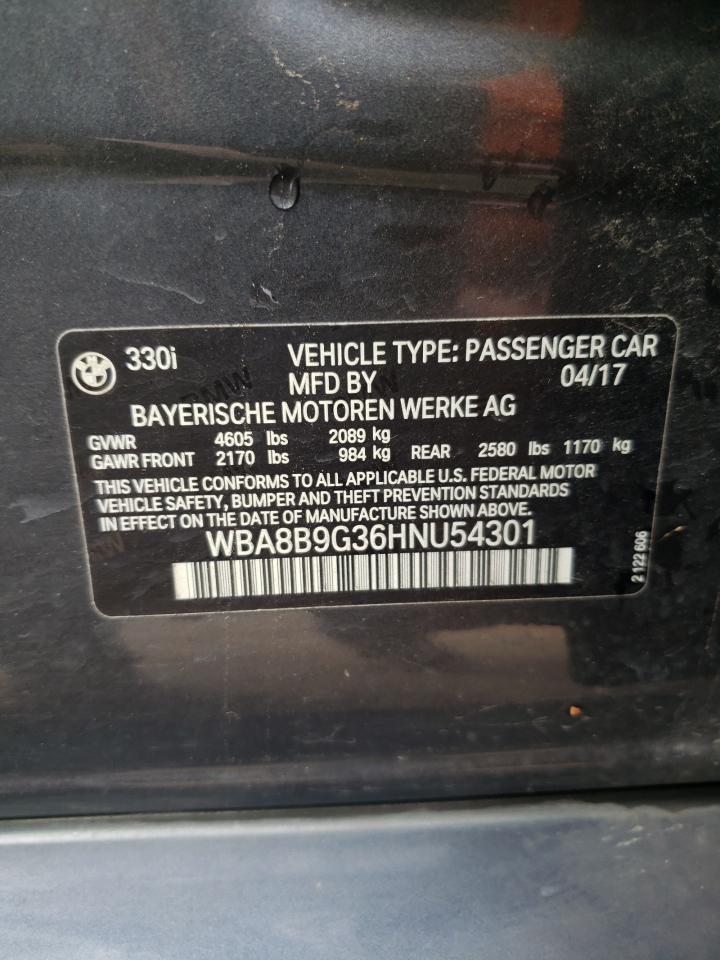 330i VEHICLE TYPE: PASSENGER CAR
MFD BY 04/17
BAYERISCHE MOTOREN WERKE AG
GVWR 4605 lbs 2089 kg
GAWR FRONT 2170 lbs 984 kg REAR 2580 lbs 1170 kg
THIS VEHICLE CONFORMS TO ALL APPLICABLE U.S. FEDERAL MOTOR
VEHICLE SAFETY, BUMPER AND THEFT PREVENTION STANDARDS
IN EFFECT ON THE DATE OF MANUFACTURE SHOWN ABOVE.
WBA8B9G36HNU54301
2 122 606